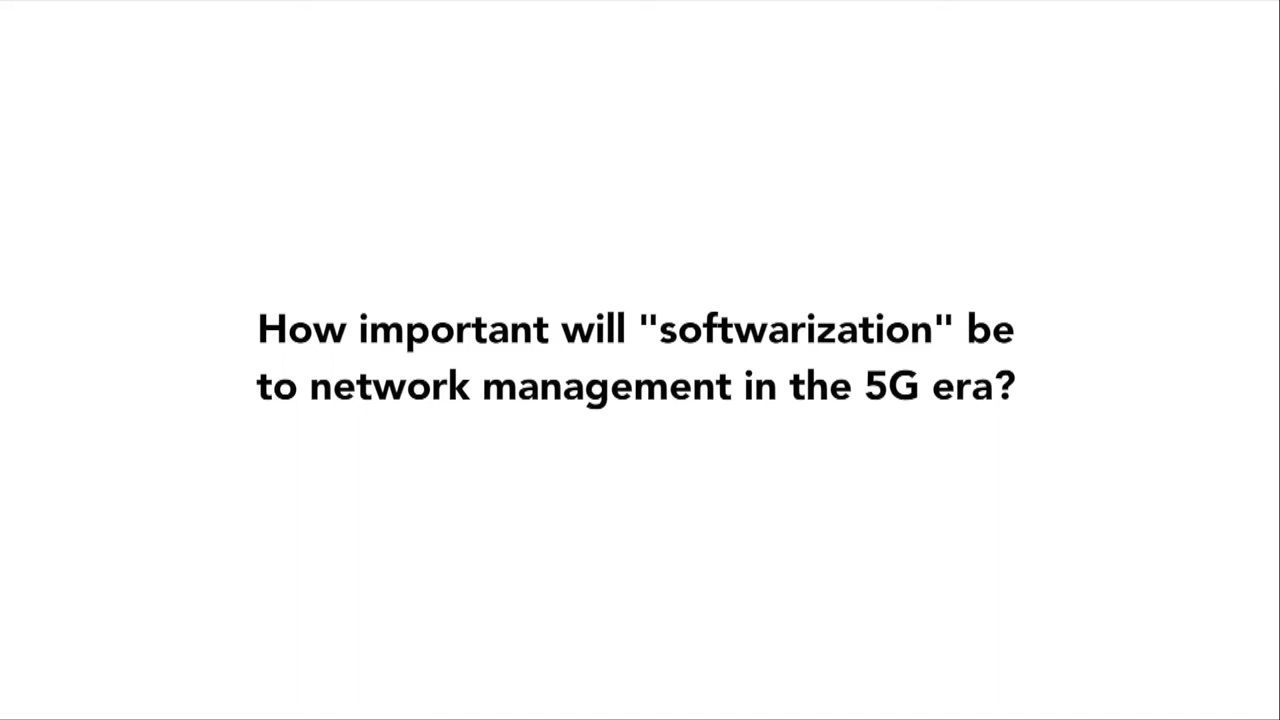 How important will "softwarization" be
to network management in the 5G era?